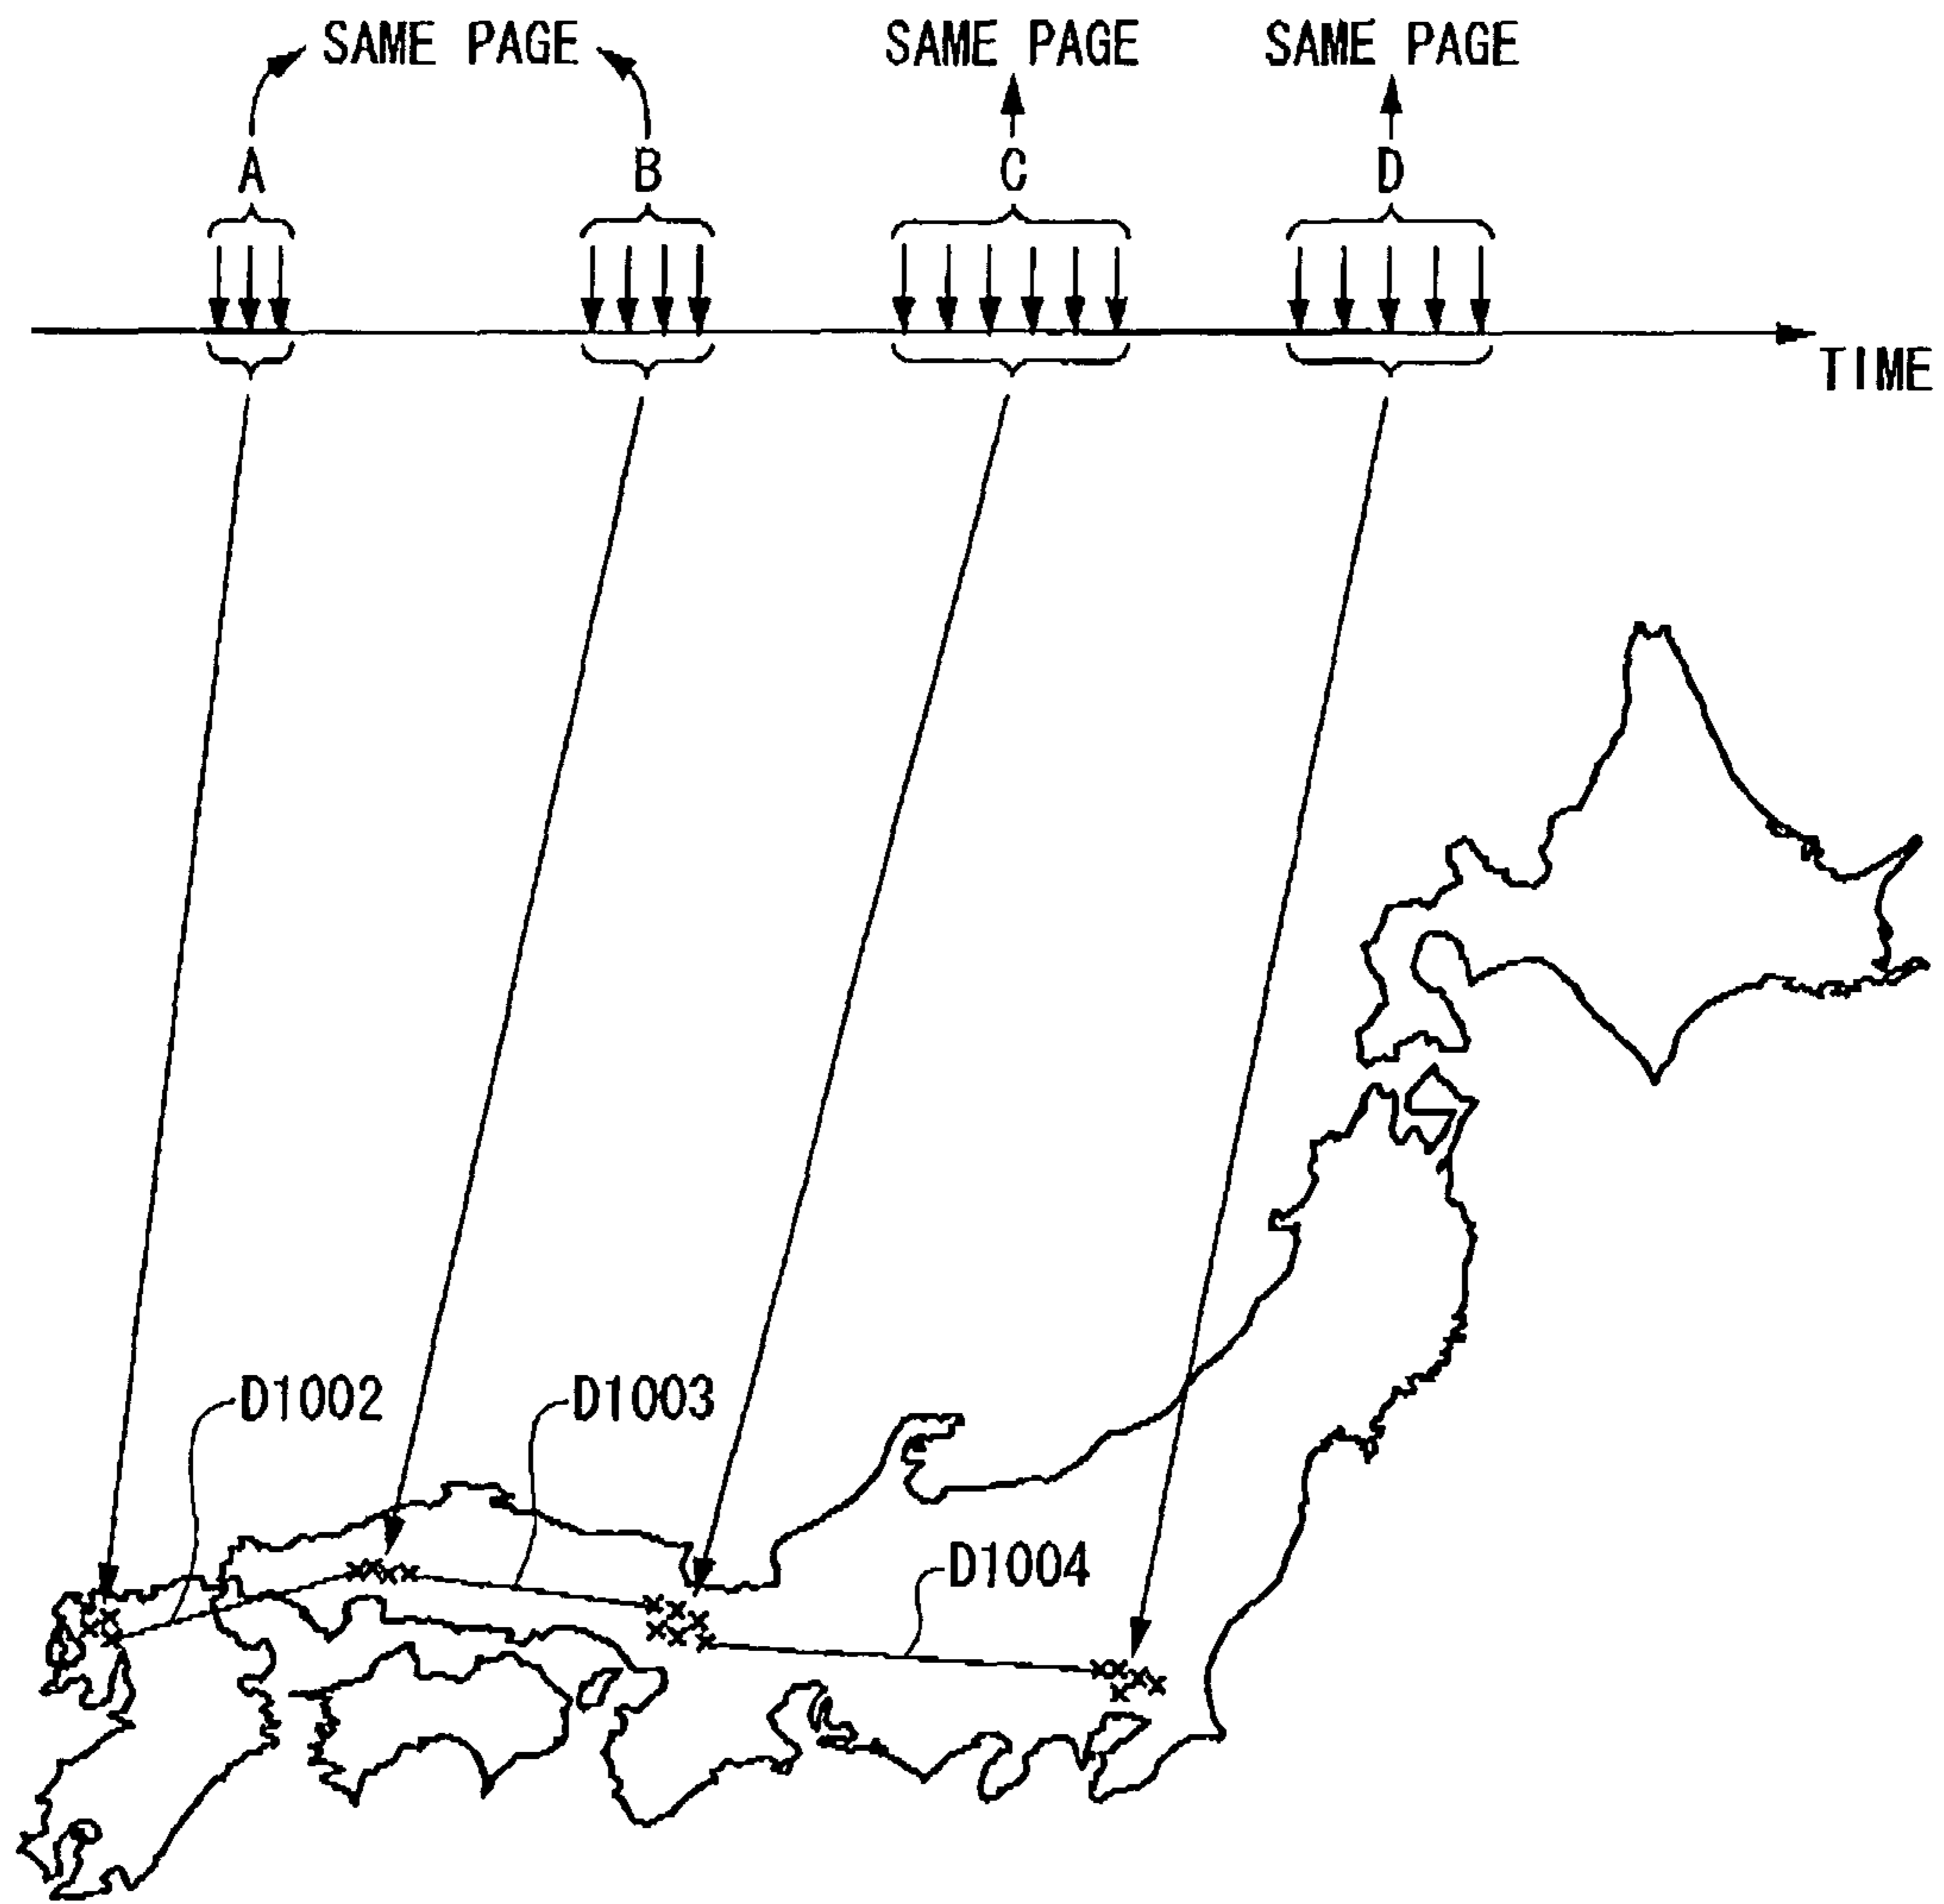 SAME PAGE SAME PAGE SAME PAGE
A B C D
TIME
D1002 D1003
D1004